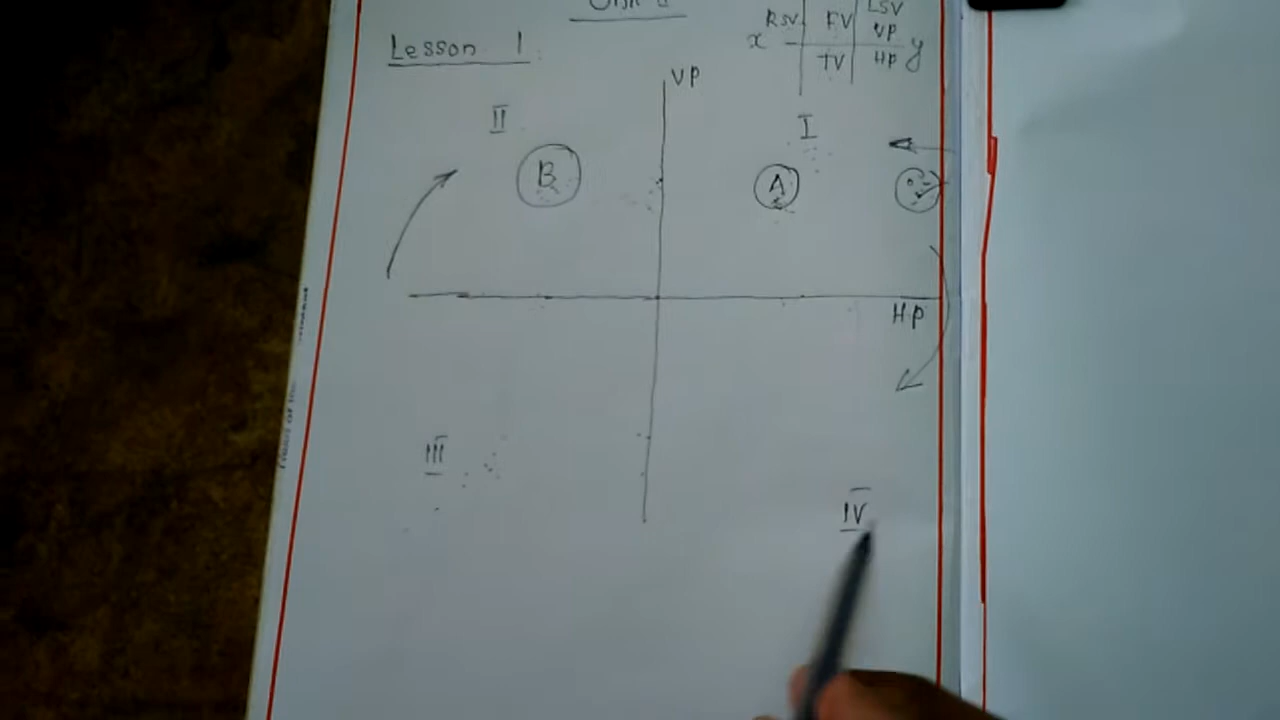 Lesson 1
RSV FV LSV
VP
x y
TV HP
VP
II I
B A
HP
III
IV